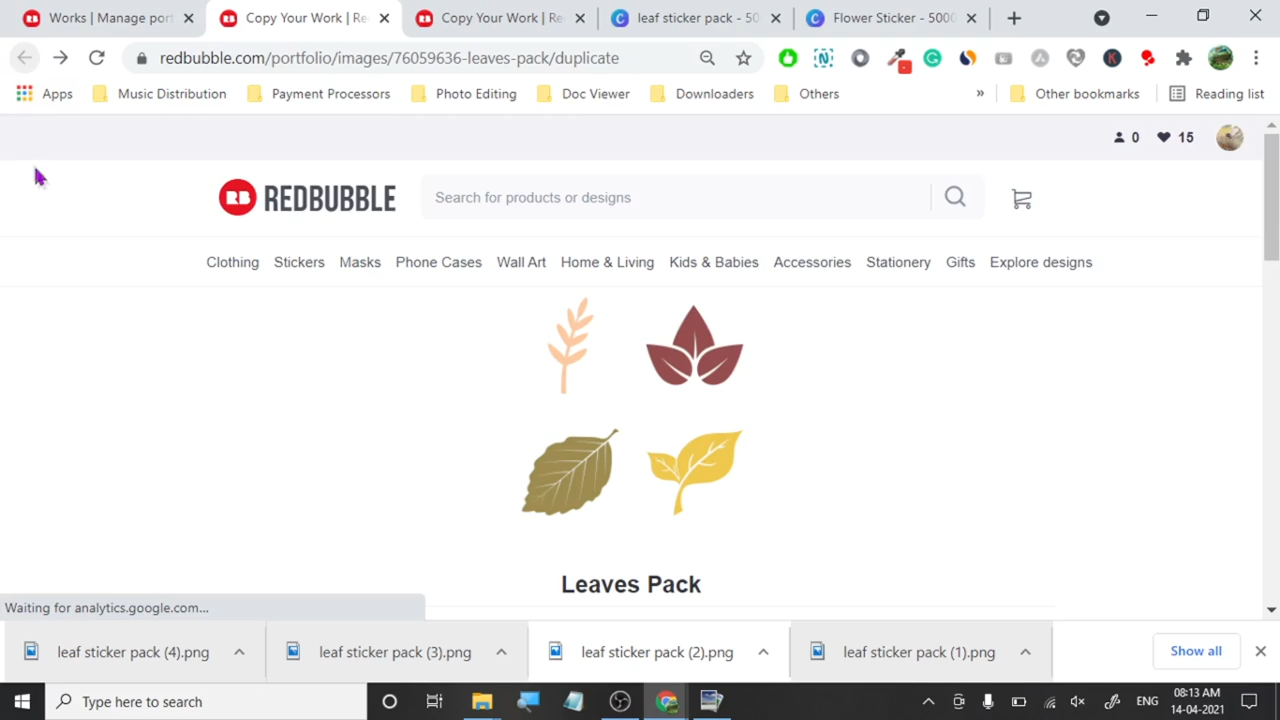 Works | Manage port
Copy Your Work | Re
Copy Your Work | Re
leaf sticker pack - 50
Flower Sticker - 5000
redbubble.com/portfolio/images/76059636-leaves-pack/duplicate
Apps
Music Distribution
Payment Processors
Photo Editing
Doc Viewer
Downloaders
Others
»
Other bookmarks
Reading list
0
15
RB REDBUBBLE
Search for products or designs
Clothing Stickers Masks Phone Cases Wall Art Home & Living Kids & Babies Accessories Stationery Gifts Explore designs
Leaves Pack
Waiting for analytics.google.com...
leaf sticker pack (4).png
leaf sticker pack (3).png
leaf sticker pack (2).png
leaf sticker pack (1).png
Show all
Type here to search
ENG
08:13 AM
14-04-2021